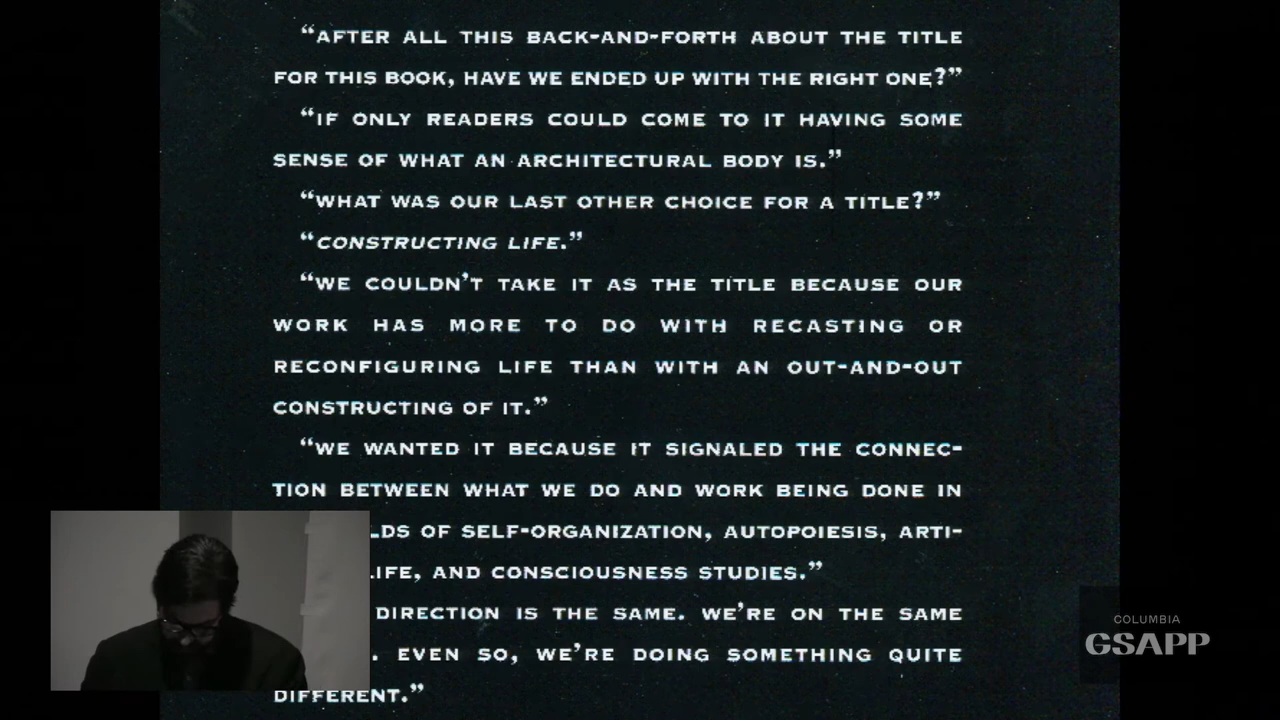 “AFTER ALL THIS BACK-AND-FORTH ABOUT THE TITLE
FOR THIS BOOK, HAVE WE ENDED UP WITH THE RIGHT ONE?”
“IF ONLY READERS COULD COME TO IT HAVING SOME
SENSE OF WHAT AN ARCHITECTURAL BODY IS.”
“WHAT WAS OUR LAST OTHER CHOICE FOR A TITLE?”
“CONSTRUCTING LIFE.”
“WE COULDN’T TAKE IT AS THE TITLE BECAUSE OUR
WORK HAS MORE TO DO WITH RECASTING OR
RECONFIGURING LIFE THAN WITH AN OUT-AND-OUT
CONSTRUCTING OF IT.”
“WE WANTED IT BECAUSE IT SIGNALED THE CONNEC-
TION BETWEEN WHAT WE DO AND WORK BEING DONE IN
LDS OF SELF-ORGANIZATION, AUTOPOIESIS, ARTI-
IFE, AND CONSCIOUSNESS STUDIES.”
DIRECTION IS THE SAME. WE’RE ON THE SAME
. EVEN SO, WE’RE DOING SOMETHING QUITE
DIFFERENT.”
COLUMBIA
GSAPP